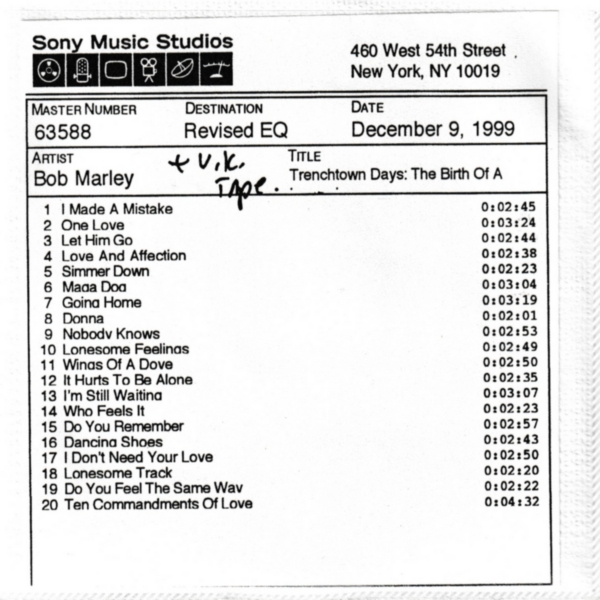 Sony Music Studios
460 West 54th Street
New York, NY 10019
MASTER NUMBER DESTINATION DATE
63588 Revised EQ December 9, 1999
ARTIST TITLE
Bob Marley Trenchtown Days: The Birth Of A
+ U.K.
TApe.
1 I Made A Mistake 0:02:45
2 One Love 0:03:24
3 Let Him Go 0:02:44
4 Love And Affection 0:02:38
5 Simmer Down 0:02:23
6 Maga Dog 0:03:04
7 Going Home 0:03:19
8 Donna 0:02:01
9 Nobody Knows 0:02:53
10 Lonesome Feelings 0:02:49
11 Wings Of A Dove 0:02:50
12 It Hurts To Be Alone 0:02:35
13 I'm Still Waiting 0:03:07
14 Who Feels It 0:02:23
15 Do You Remember 0:02:57
16 Dancing Shoes 0:02:43
17 I Don't Need Your Love 0:02:50
18 Lonesome Track 0:02:20
19 Do You Feel The Same Way 0:02:22
20 Ten Commandments Of Love 0:04:32